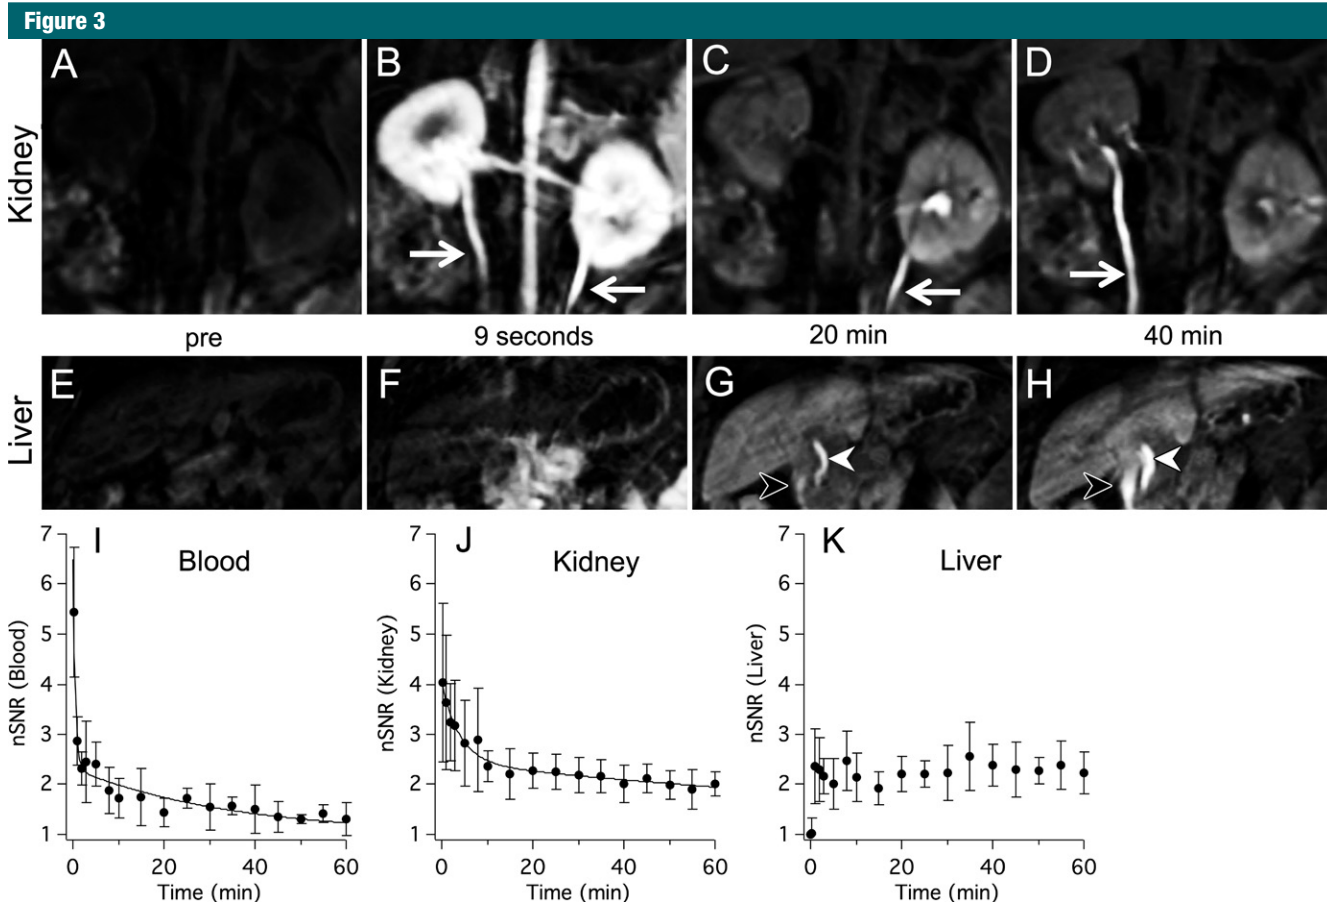 Figure 3
Kidney
A
B
C
D
pre
9 seconds
20 min
40 min
Liver
E
F
G
H
I
Blood
nSNR (Blood)
7
6
5
4
3
2
1
0
20
40
60
Time (min)
J
Kidney
nSNR (Kidney)
7
6
5
4
3
2
1
0
20
40
60
Time (min)
K
Liver
nSNR (Liver)
7
6
5
4
3
2
1
0
20
40
60
Time (min)